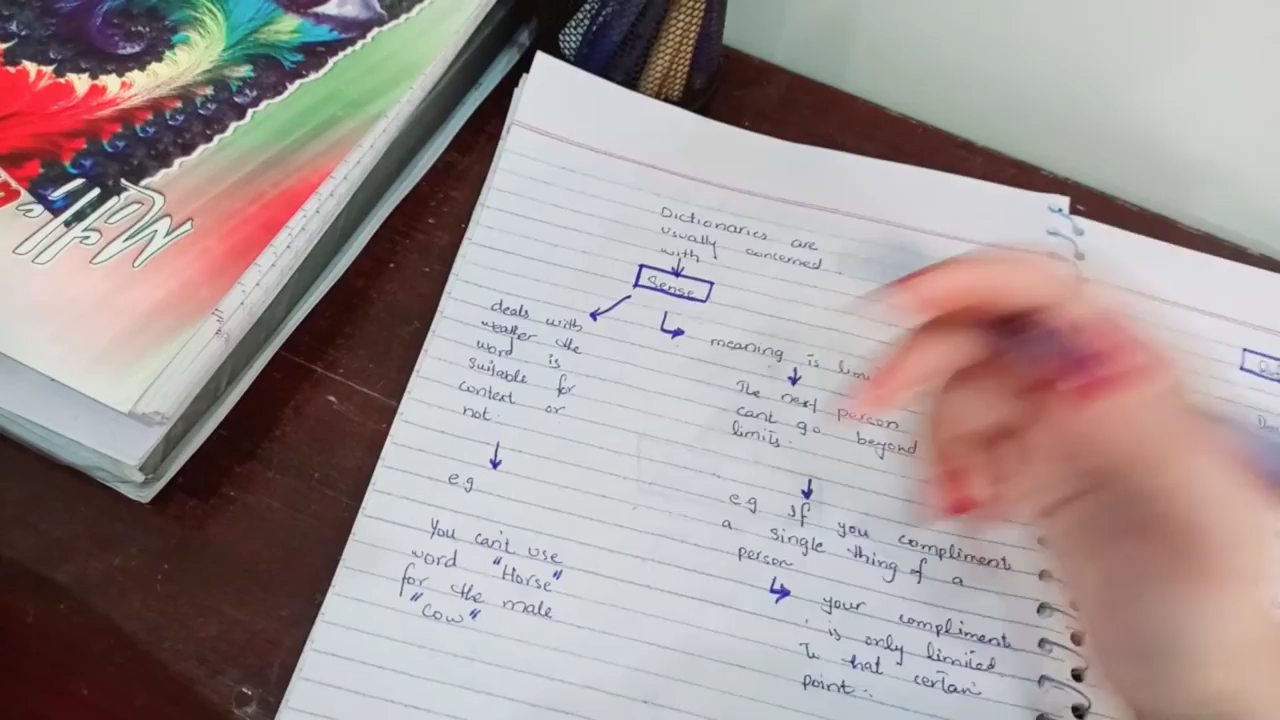 Dictionaries are
usually concerned
with
Sense
deals with
weather the
word is
suitable for
context or
not.
e.g
You can't use
word "Horse"
for the male
"Cow"
meaning is
The next person
cant go beyond
limits.
e.g If you compliment
a single thing of a
person
your compliment
is only limited
To that certain
point.